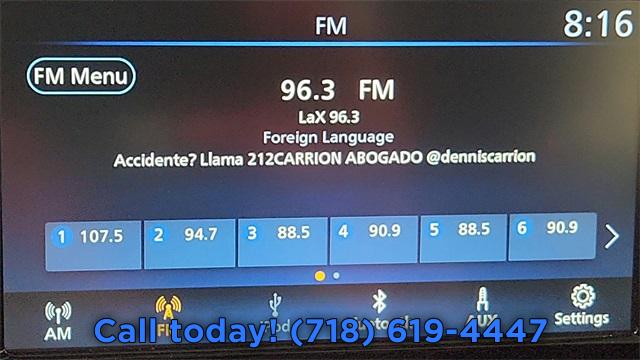 FM
8:16
FM Menu
96.3 FM
LaX 96.3
Foreign Language
Accidente? Llama 212CARRION ABOGADO @denniscarrion
1 107.5 2 94.7 3 88.5 4 90.9 5 88.5 6 90.9
AM FM AUX Settings
Call today! (718) 619-4447